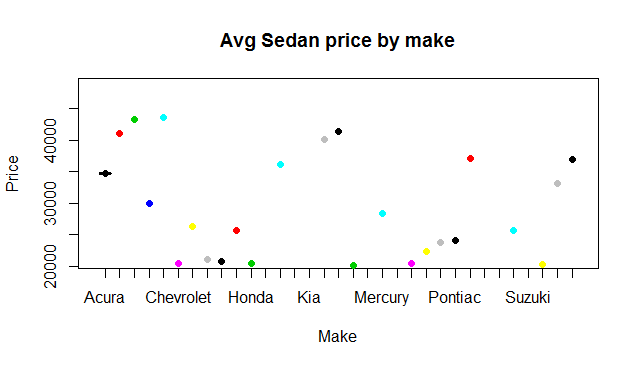 Avg Sedan price by make
Price
40000
30000
20000
Acura Chevrolet Honda Kia Mercury Pontiac Suzuki
Make